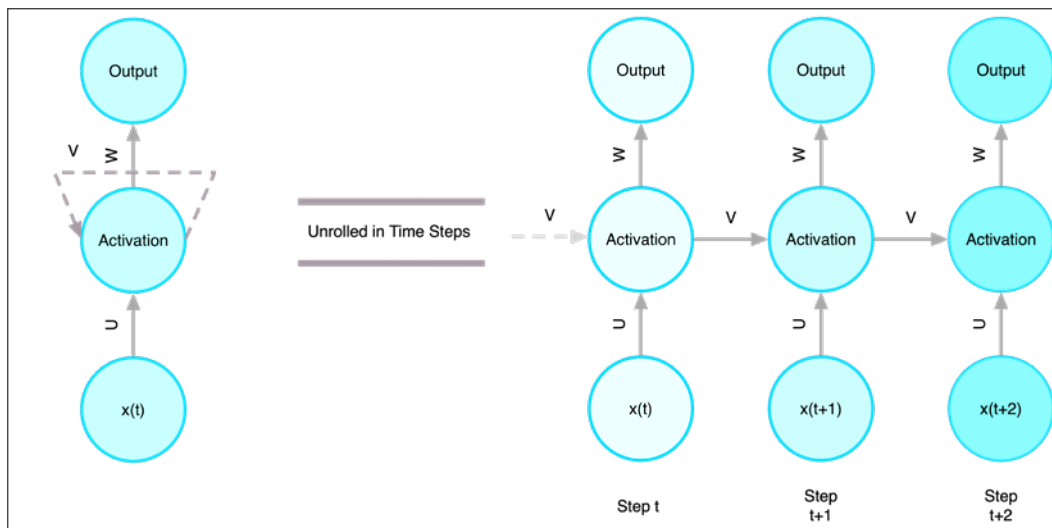 Output
Output
Output
Output
V
W
W
W
W
Activation
Unrolled in Time Steps
V
Activation
V
Activation
V
Activation
U
U
U
U
x(t)
x(t)
x(t+1)
x(t+2)
Step t
Step
t+1
Step
t+2